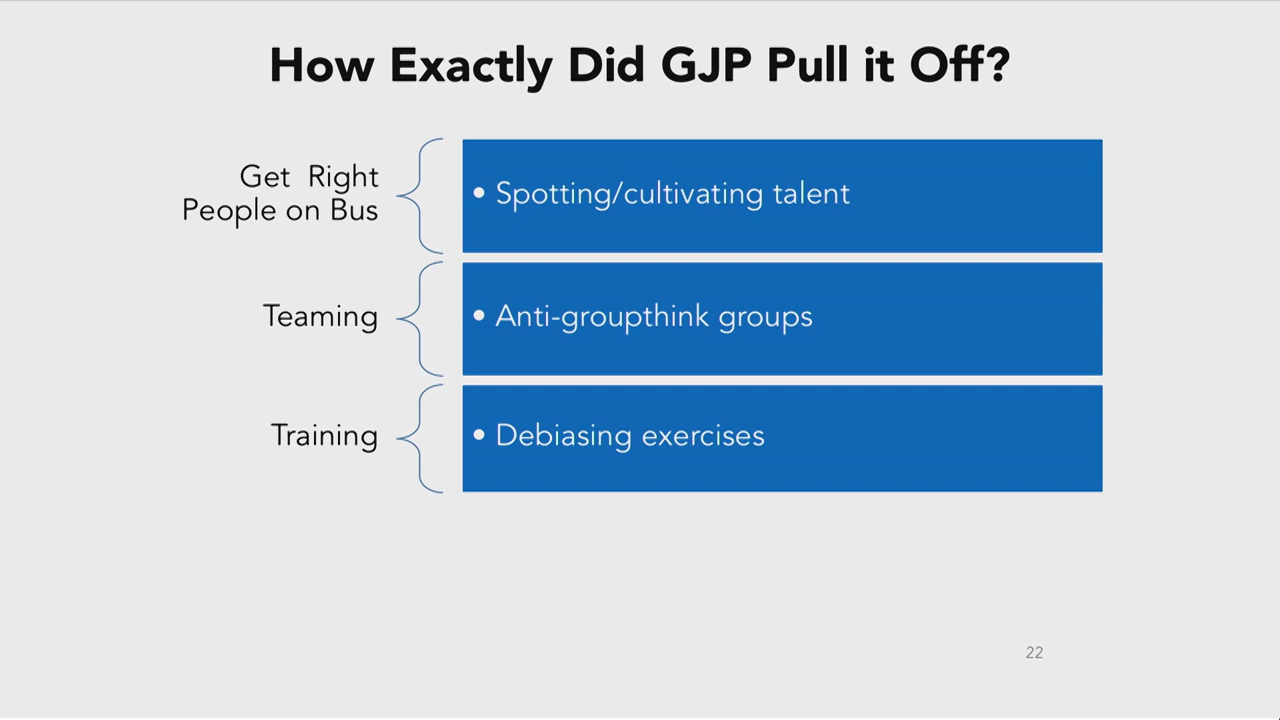 How Exactly Did GJP Pull it Off?
Get Right
People on Bus
• Spotting/cultivating talent
Teaming
• Anti-groupthink groups
Training
• Debiasing exercises
22